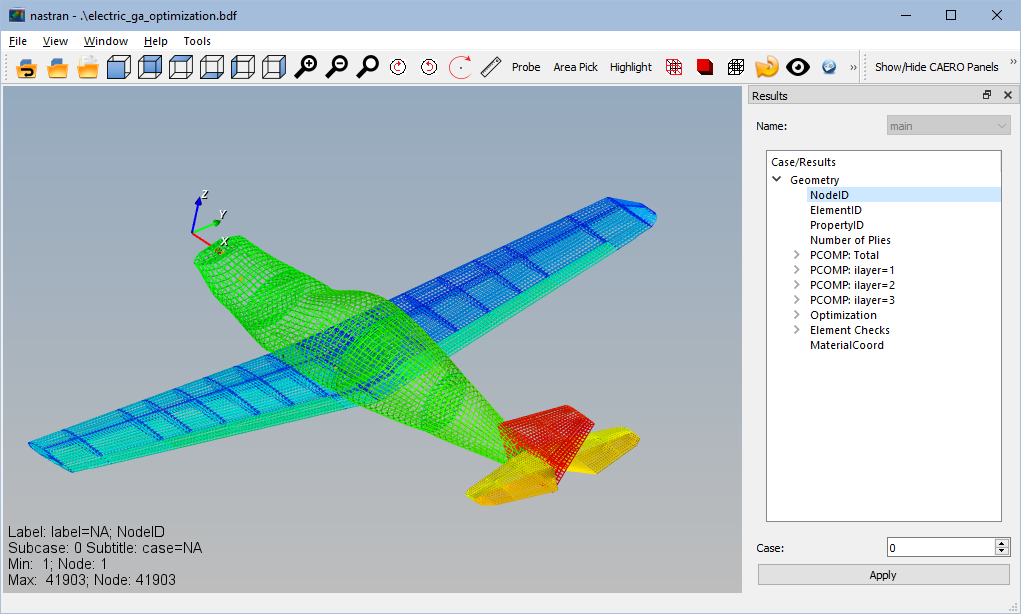 nastran - .\electric_ga_optimization.bdf
File View Window Help Tools
Probe Area Pick Highlight » Show/Hide CAERO Panels »
Results
Name: main
Case/Results
Geometry
NodeID
ElementID
PropertyID
Number of Plies
PCOMP: Total
PCOMP: ilayer=1
PCOMP: ilayer=2
PCOMP: ilayer=3
Optimization
Element Checks
MaterialCoord
Z
Y
X
Label: label=NA; NodeID
Subcase: 0 Subtitle: case=NA
Min: 1; Node: 1
Max: 41903; Node: 41903
Case: 0
Apply